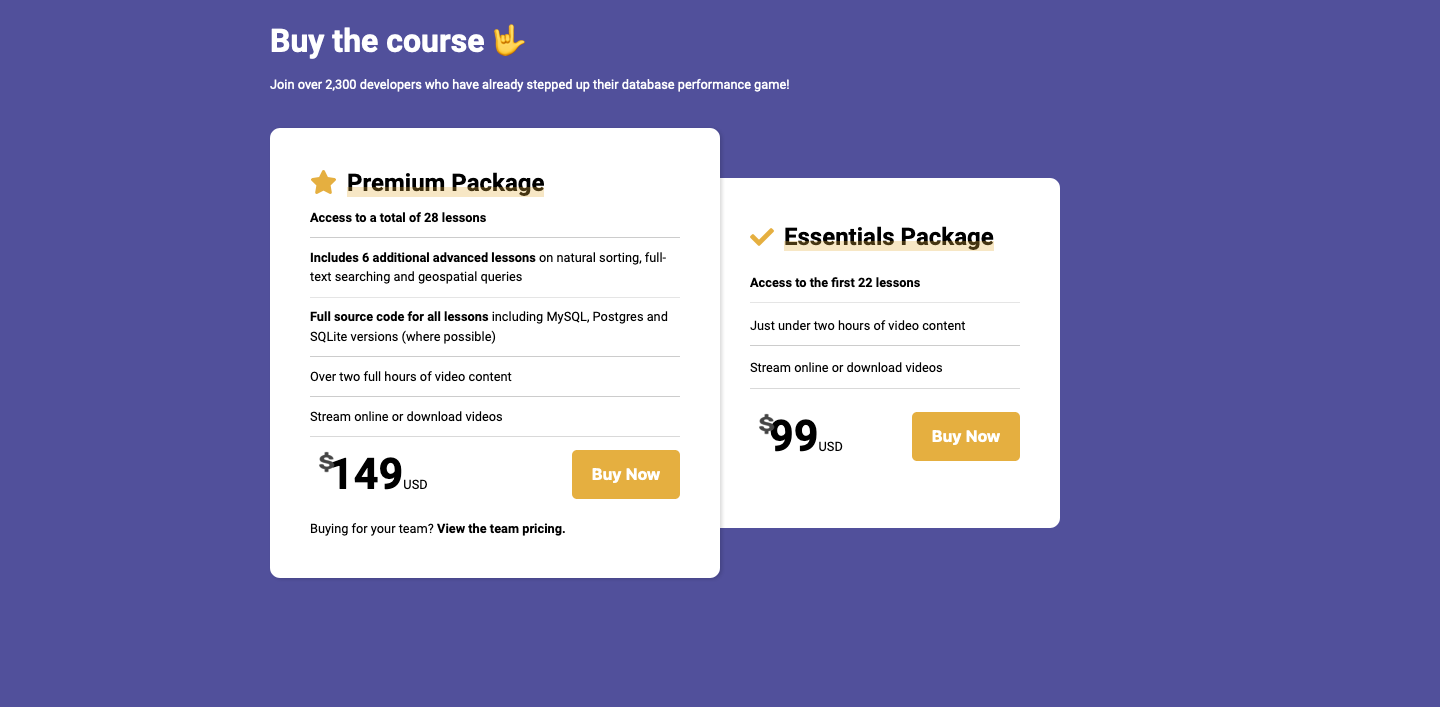 Buy the course 🤟
Join over 2,300 developers who have already stepped up their database performance game!
Premium Package
Access to a total of 28 lessons
Includes 6 additional advanced lessons on natural sorting, full-
text searching and geospatial queries
Full source code for all lessons including MySQL, Postgres and
SQLite versions (where possible)
Over two full hours of video content
Stream online or download videos
$149 USD
Buy Now
Buying for your team? View the team pricing.
Essentials Package
Access to the first 22 lessons
Just under two hours of video content
Stream online or download videos
$99 USD
Buy Now